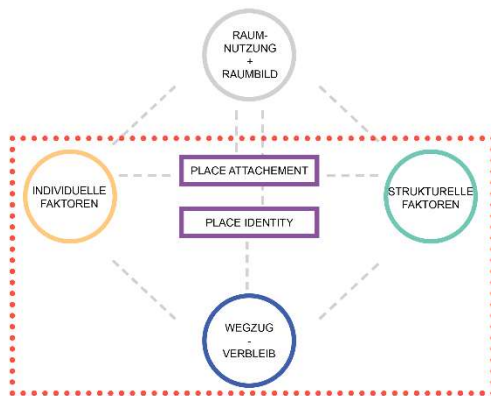 RAUM-
NUTZUNG
+
RAUMBILD
PLACE ATTACHEMENT
INDIVIDUELLE
FAKTOREN
STRUKTURELLE
FAKTOREN
PLACE IDENTITY
WEGZUG
-
VERBLEIB